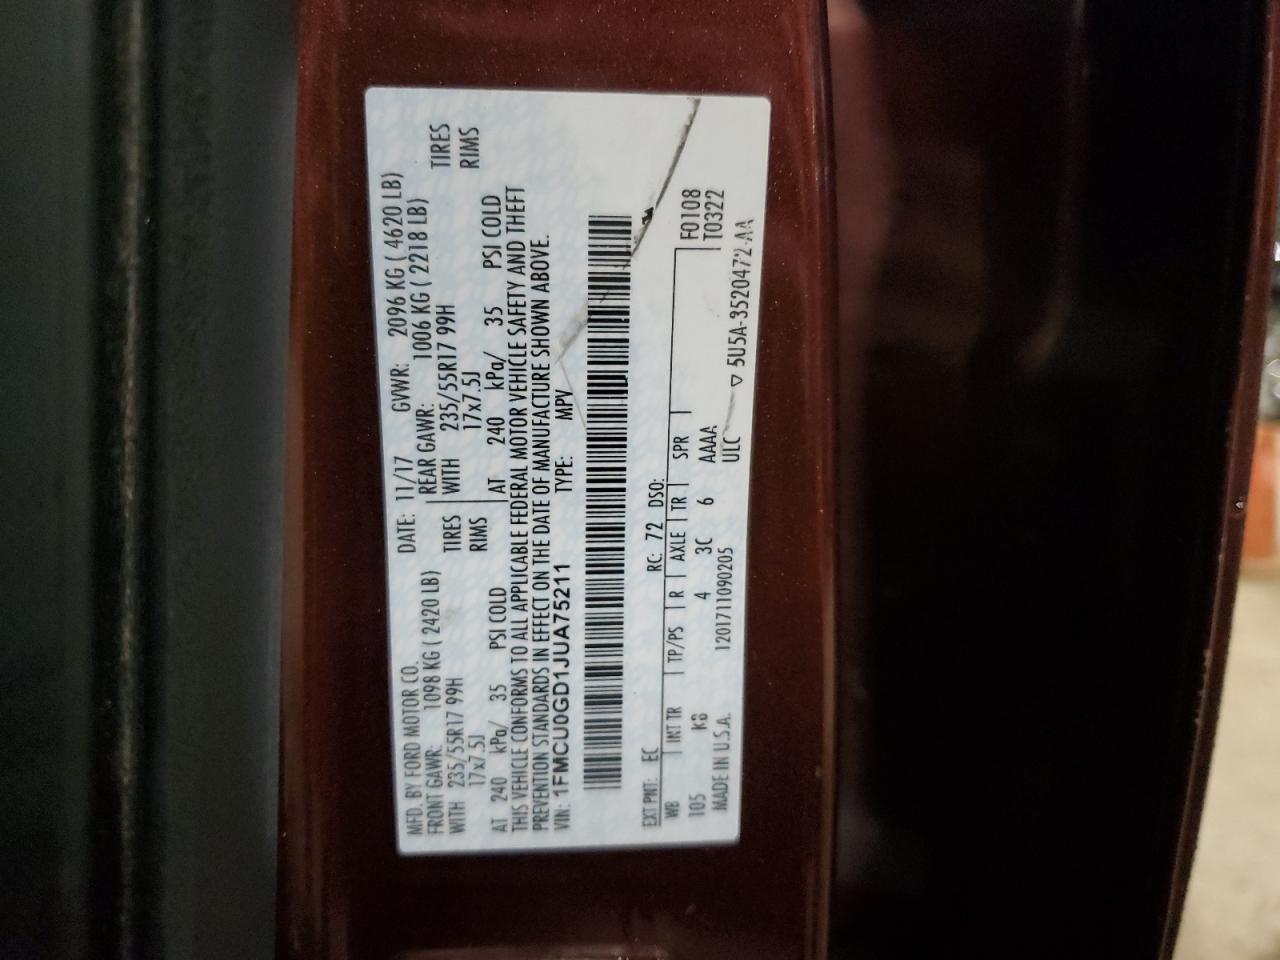 MFD. BY FORD MOTOR CO.
DATE: 11/17 GVWR: 2096 KG ( 4620 LB)
FRONT GAWR: 1098 KG ( 2420 LB) REAR GAWR: 1006 KG ( 2218 LB)
WITH 235/55R17 99H TIRES WITH 235/55R17 99H TIRES
17x7.5J RIMS 17x7.5J RIMS
AT 240 kPa/ 35 PSI COLD AT 240 kPa/ 35 PSI COLD
THIS VEHICLE CONFORMS TO ALL APPLICABLE FEDERAL MOTOR VEHICLE SAFETY AND THEFT
PREVENTION STANDARDS IN EFFECT ON THE DATE OF MANUFACTURE SHOWN ABOVE.
VIN: 1FMCU0GD1JUA75211 TYPE: MPV
EXT PNT: EC RC: 72 DSO:
WB INT TR TP/PS R AXLE TR SPR F0108
105 K8 4 3C 6 AAAA T0322
MADE IN U.S.A. 1201711090205 ULC
▽ 5U5A-3520472-AA